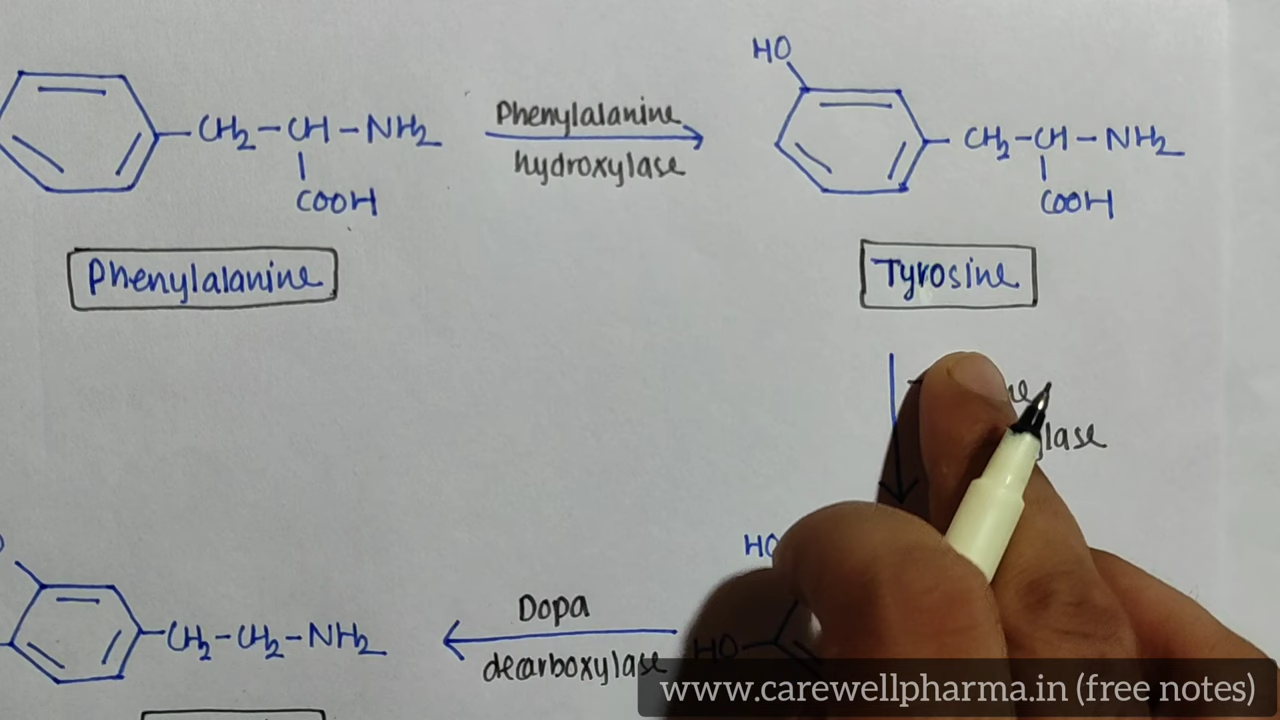 HO
CH2-CH-NH2
COOH
Phenylalanine
hydroxylase
CH2-CH-NH2
COOH
Phenylalanine
Tyrosine
HO
CH2-CH2-NH2
Dopa
decarboxylase
HO
www.carewellpharma.in (free notes)